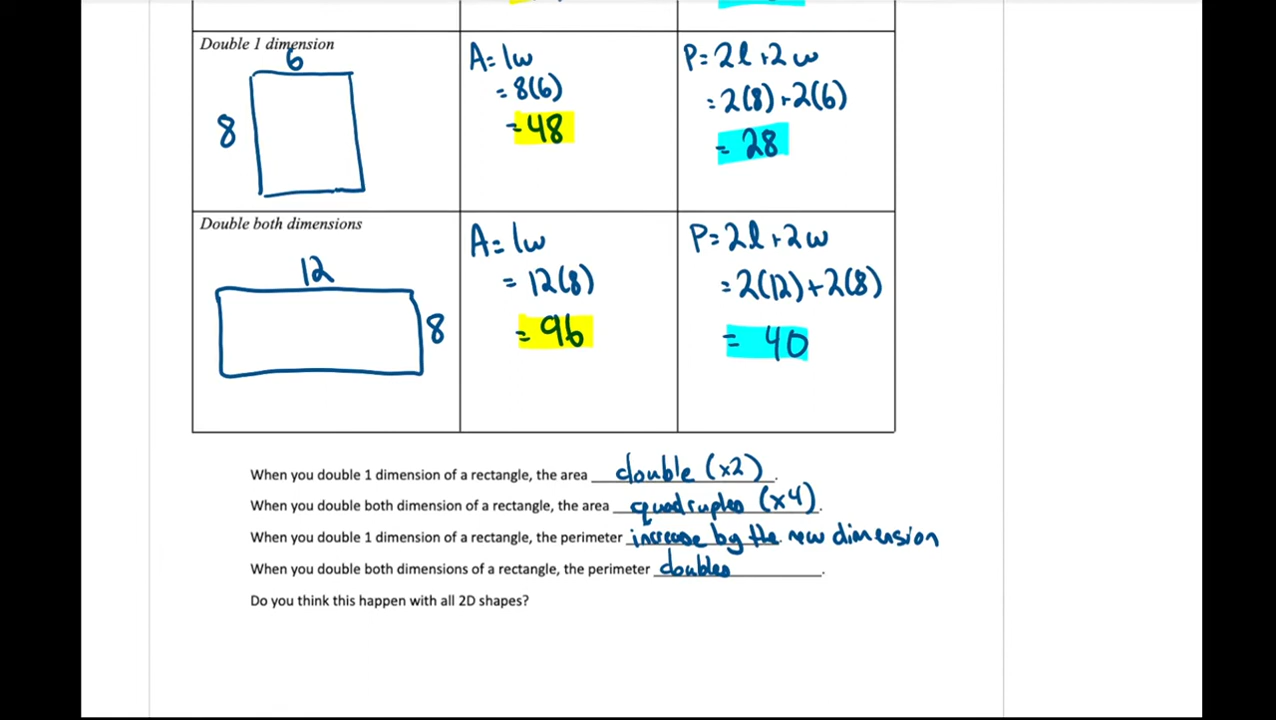 Double 1 dimension
6
8
A = lw
= 8(6)
= 48
P = 2l + 2w
= 2(8) + 2(6)
= 28
Double both dimensions
12
8
A = lw
= 12(8)
= 96
P = 2l + 2w
= 2(12) + 2(8)
= 40
When you double 1 dimension of a rectangle, the area double (x2).
When you double both dimension of a rectangle, the area quadruples (x4).
When you double 1 dimension of a rectangle, the perimeter increase by the new dimension
When you double both dimensions of a rectangle, the perimeter doubles.
Do you think this happen with all 2D shapes?